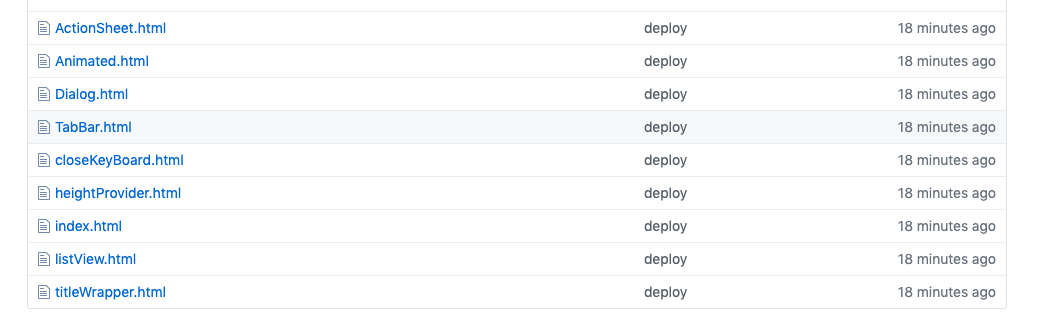 ActionSheet.html deploy 18 minutes ago
Animated.html deploy 18 minutes ago
Dialog.html deploy 18 minutes ago
TabBar.html deploy 18 minutes ago
closeKeyBoard.html deploy 18 minutes ago
heightProvider.html deploy 18 minutes ago
index.html deploy 18 minutes ago
listView.html deploy 18 minutes ago
titleWrapper.html deploy 18 minutes ago